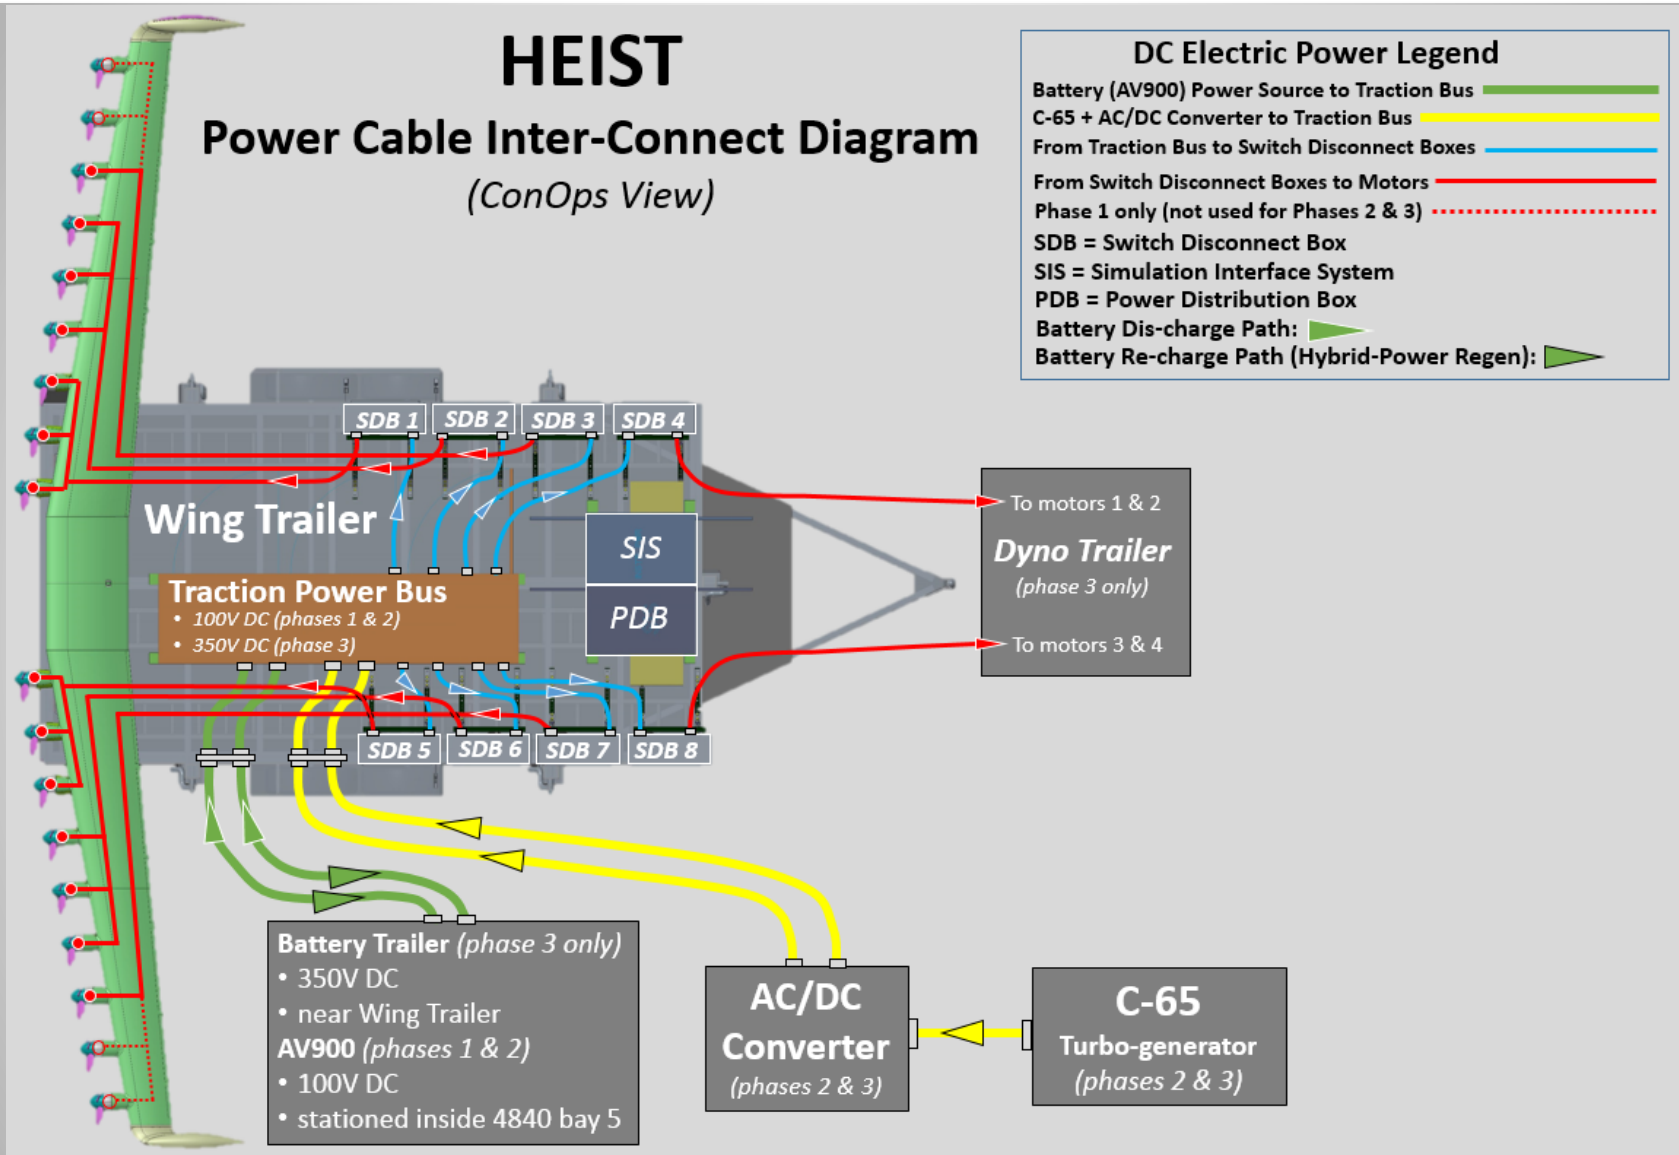 HEIST
Power Cable Inter-Connect Diagram
(ConOps View)
DC Electric Power Legend
Battery (AV900) Power Source to Traction Bus
C-65 + AC/DC Converter to Traction Bus
From Traction Bus to Switch Disconnect Boxes
From Switch Disconnect Boxes to Motors
Phase 1 only (not used for Phases 2 & 3)
SDB = Switch Disconnect Box
SIS = Simulation Interface System
PDB = Power Distribution Box
Battery Dis-charge Path:
Battery Re-charge Path (Hybrid-Power Regen):
SDB 1
SDB 2
SDB 3
SDB 4
Wing Trailer
SIS
PDB
Traction Power Bus
• 100V DC (phases 1 & 2)
• 350V DC (phase 3)
To motors 1 & 2
Dyno Trailer
(phase 3 only)
To motors 3 & 4
SDB 5
SDB 6
SDB 7
SDB 8
Battery Trailer (phase 3 only)
• 350V DC
• near Wing Trailer
AV900 (phases 1 & 2)
• 100V DC
• stationed inside 4840 bay 5
AC/DC
Converter
(phases 2 & 3)
C-65
Turbo-generator
(phases 2 & 3)